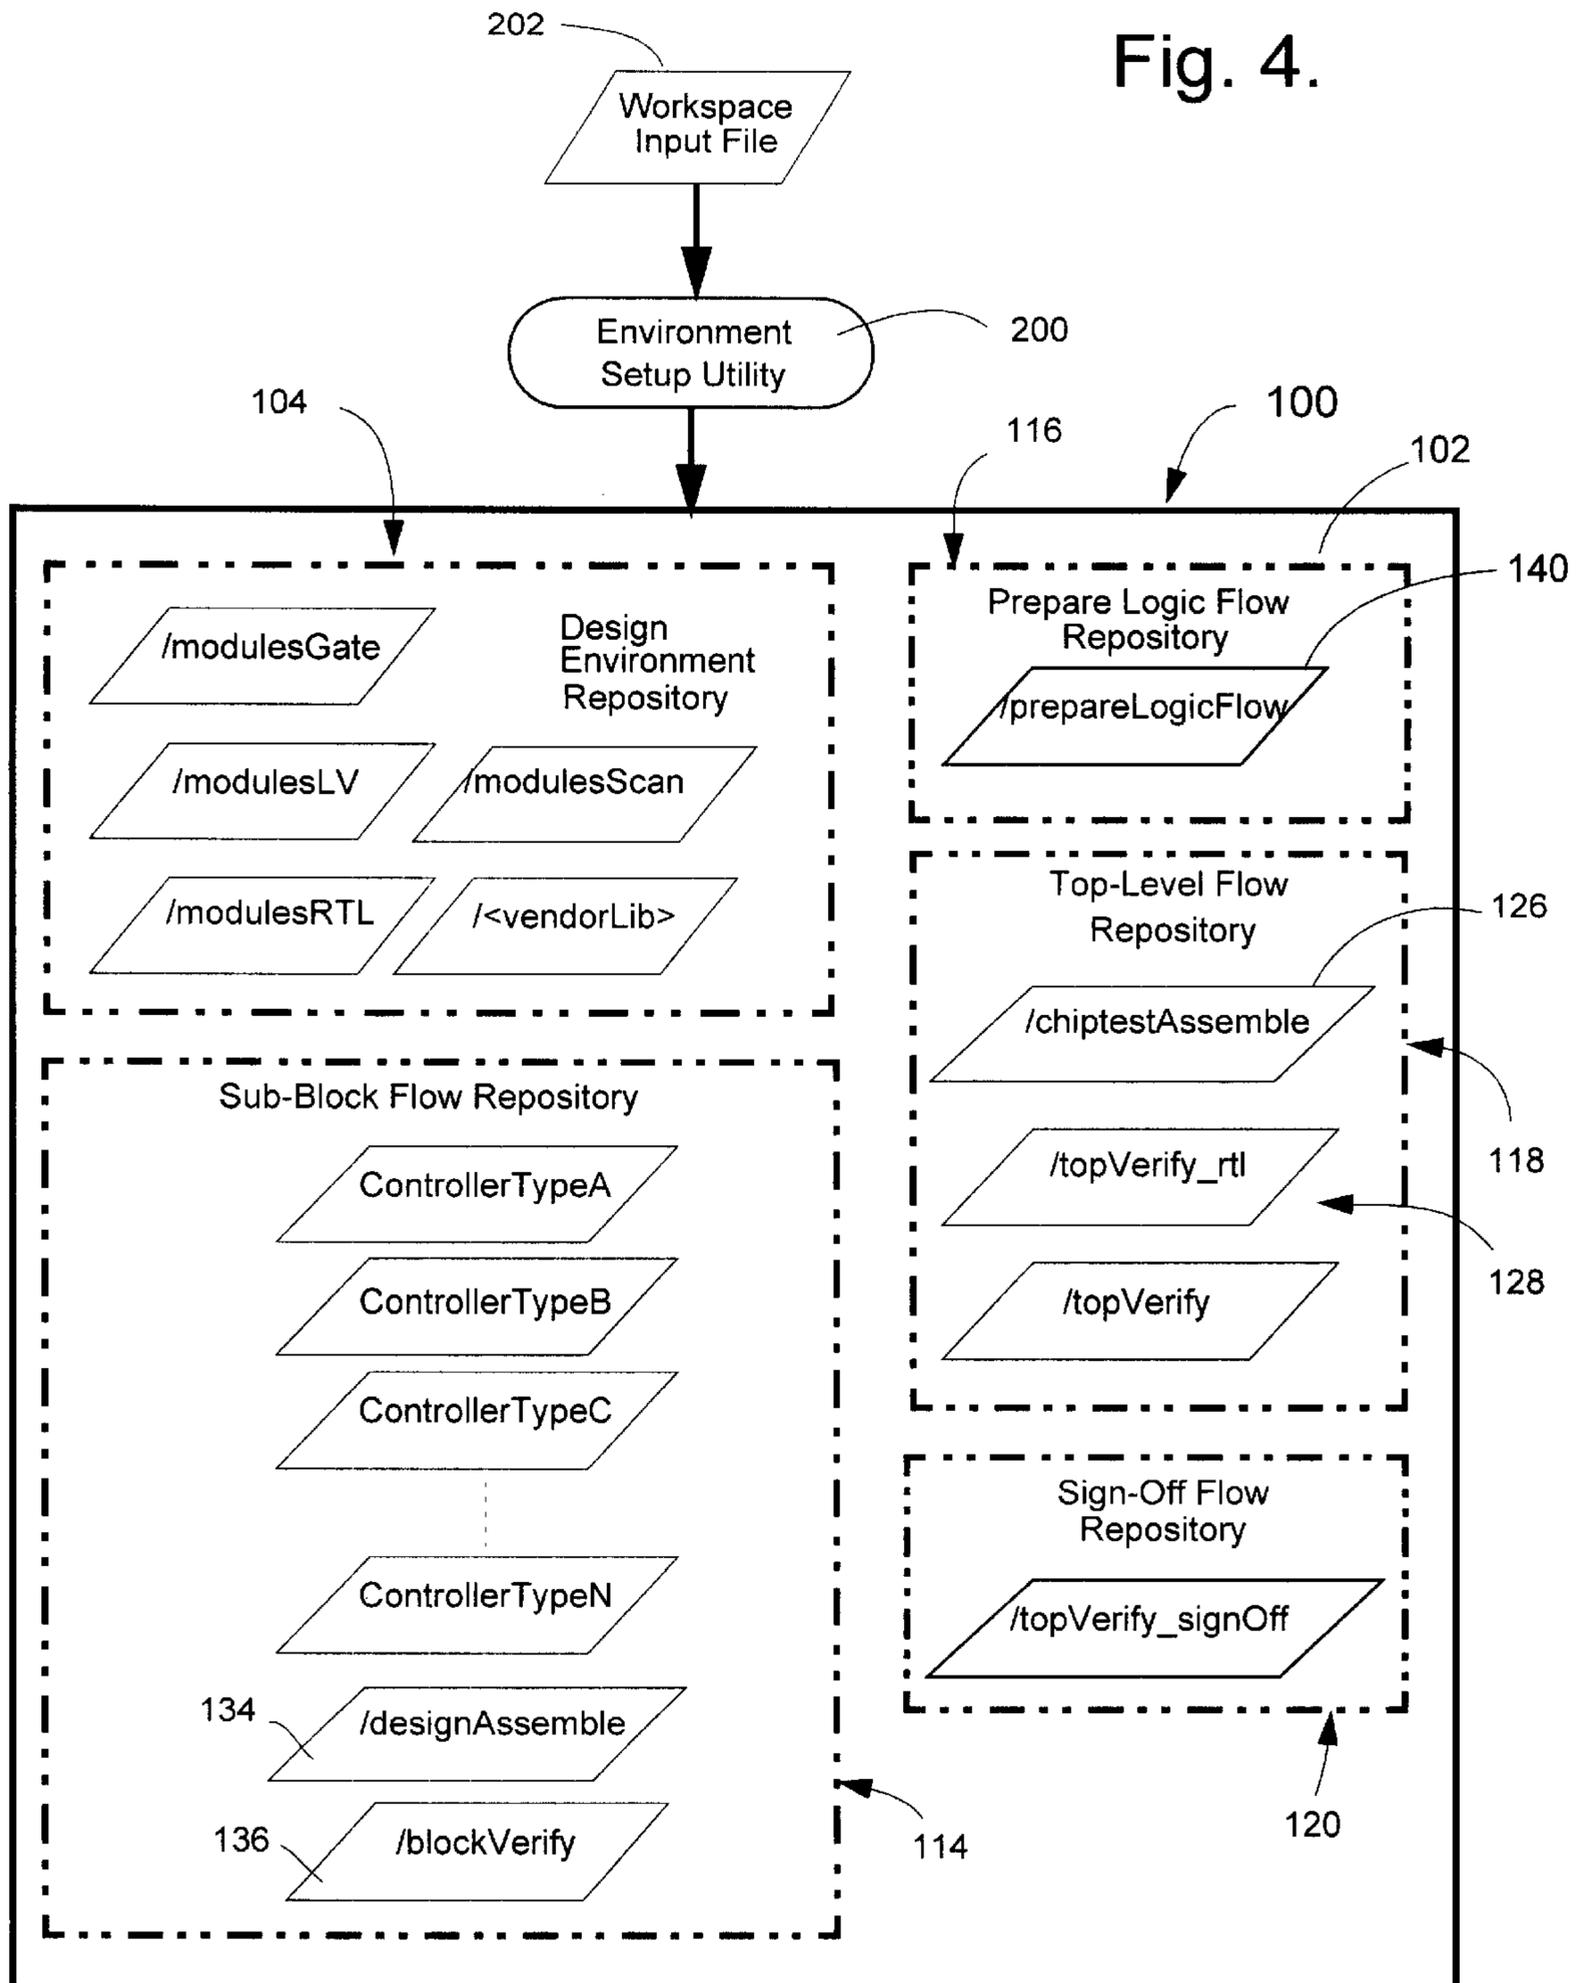 202
Fig. 4.
Workspace
Input File
Environment
Setup Utility
200
104
100
116
102
140
Design
Environment
Repository
/modulesGate
/modulesLV
/modulesScan
/modulesRTL
/<vendorLib>
Prepare Logic Flow
Repository
/prepareLogicFlow
Top-Level Flow
Repository
126
/chiptestAssemble
118
/topVerify_rtl
128
/topVerify
Sub-Block Flow Repository
ControllerTypeA
ControllerTypeB
ControllerTypeC
ControllerTypeN
134
/designAssemble
136
/blockVerify
114
Sign-Off Flow
Repository
/topVerify_signOff
120